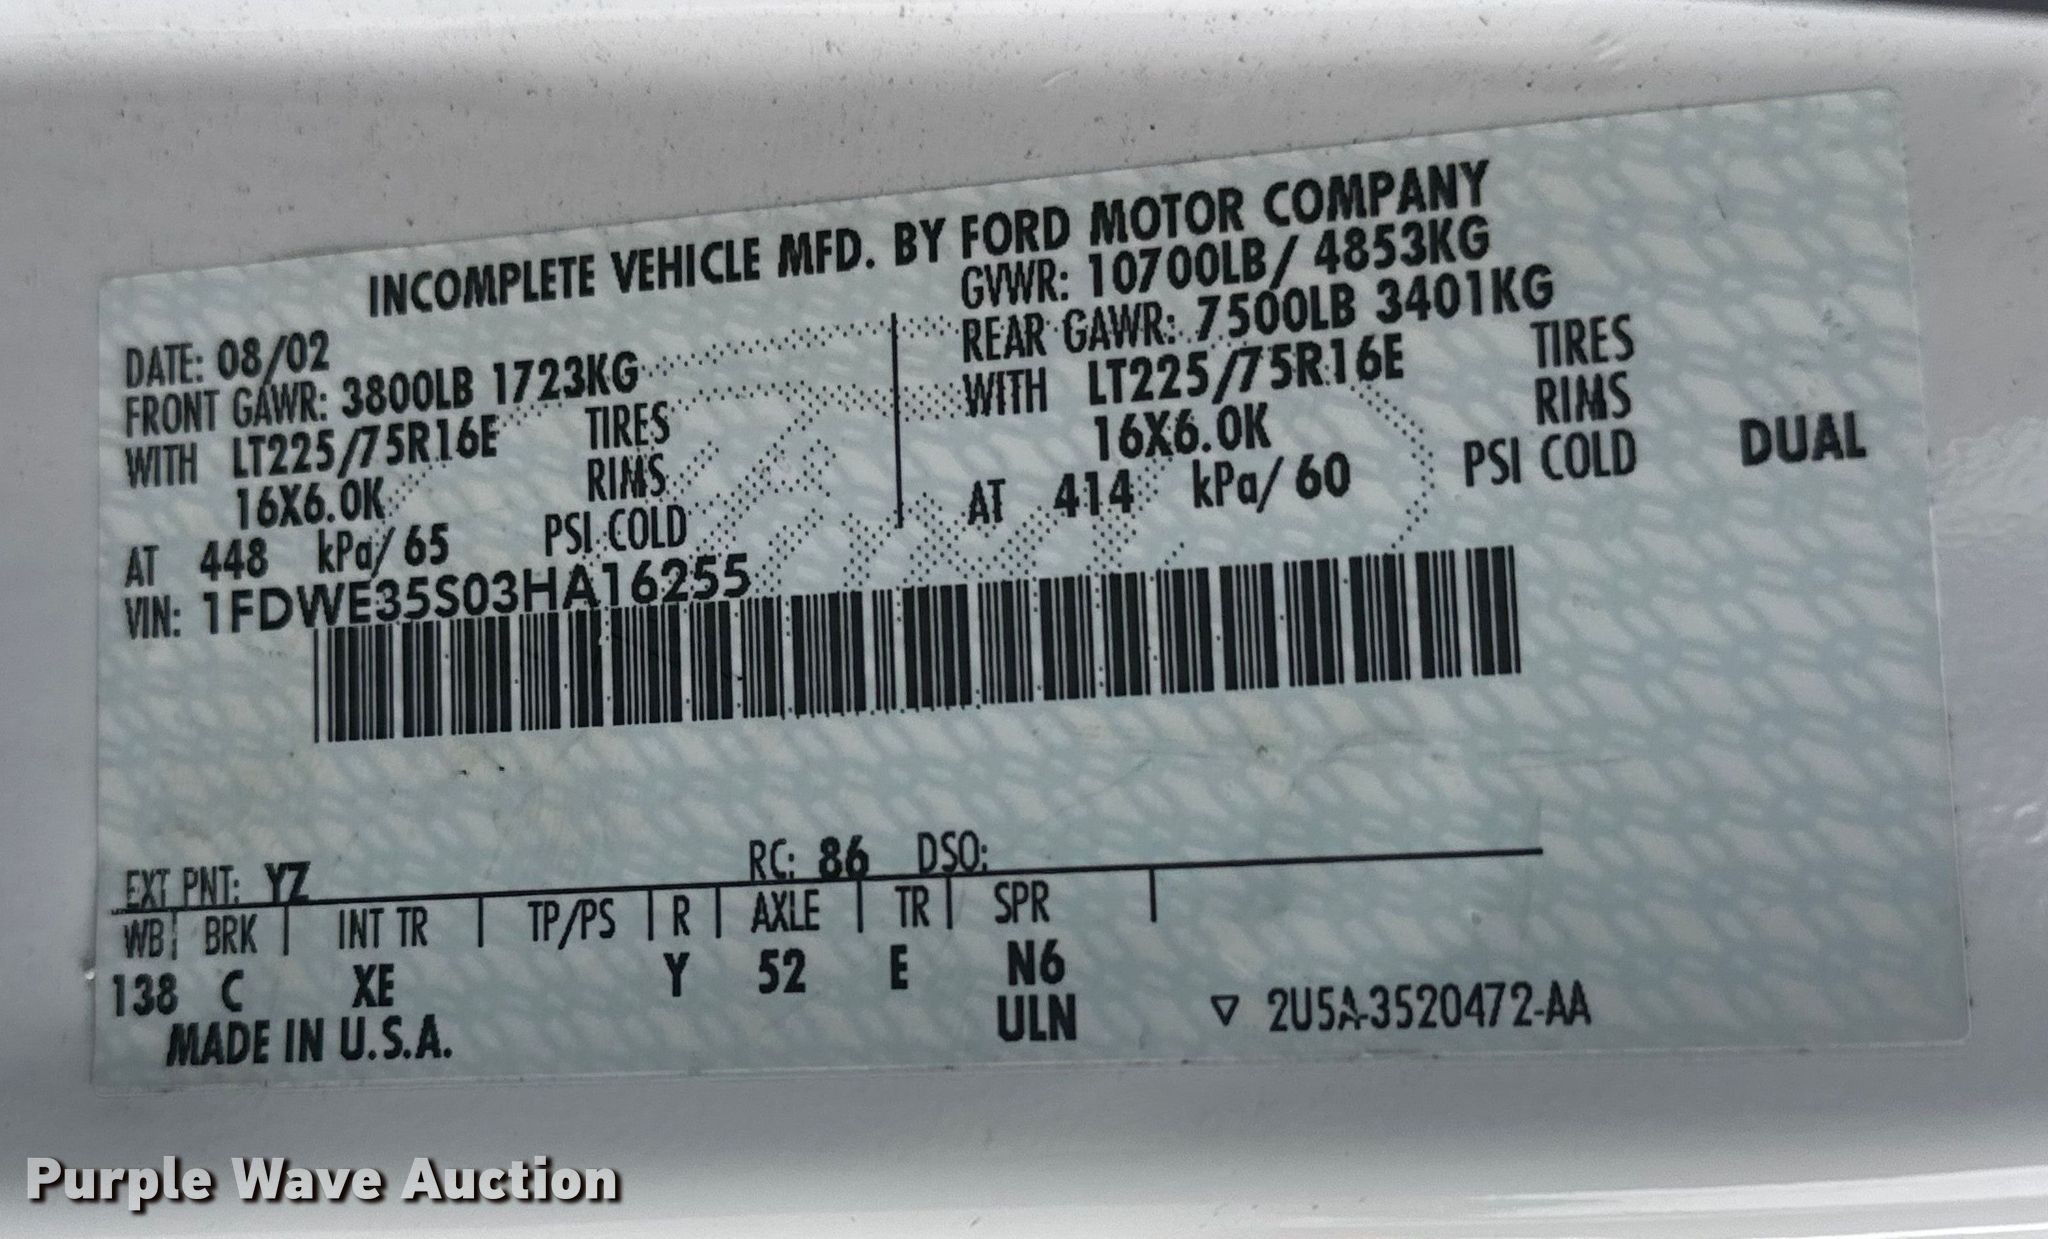 INCOMPLETE VEHICLE MFD. BY FORD MOTOR COMPANY
DATE: 08/02
GVWR: 10700LB/ 4853KG
FRONT GAWR: 3800LB 1723KG
REAR GAWR: 7500LB 3401KG
WITH LT225/75R16E TIRES
WITH LT225/75R16E TIRES
16X6.0K RIMS
16X6.0K RIMS
AT 448 kPa/ 65 PSI COLD
AT 414 kPa/ 60 PSI COLD DUAL
VIN: 1FDWE35S03HA16255
EXT PNT: YZ RC: 86 DSO:
WB BRK INT TR TP/PS R AXLE TR SPR
138 C XE Y 52 E N6
MADE IN U.S.A. ULN ▽ 2U5A-3520472-AA
Purple Wave Auction